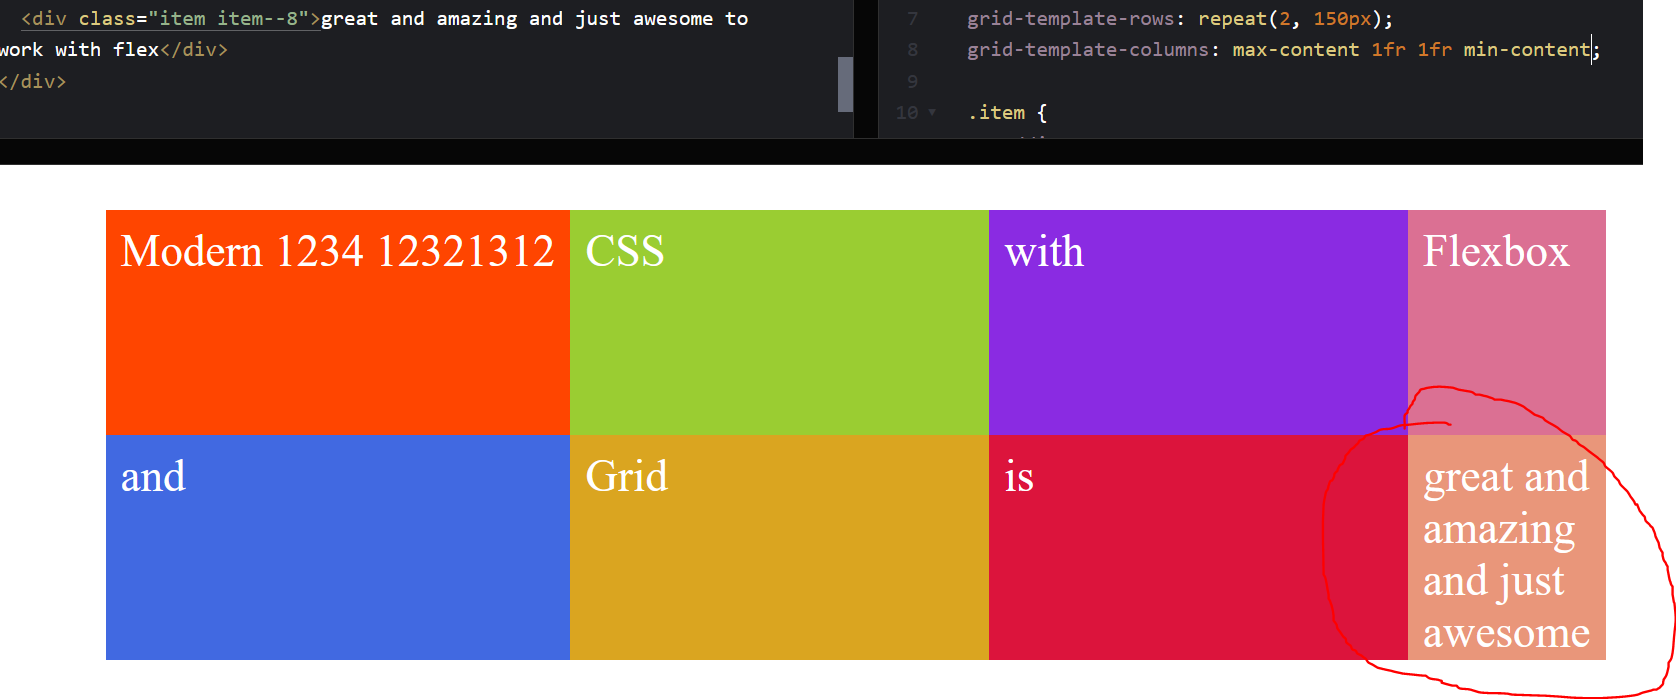 <div class="item item--8">great and amazing and just awesome to
work with flex</div>
</div>
7 grid-template-rows: repeat(2, 150px);
8 grid-template-columns: max-content 1fr 1fr min-content;
9
10 .item {
Modern 1234 12321312 CSS with Flexbox
and Grid is great and
amazing
and just
awesome